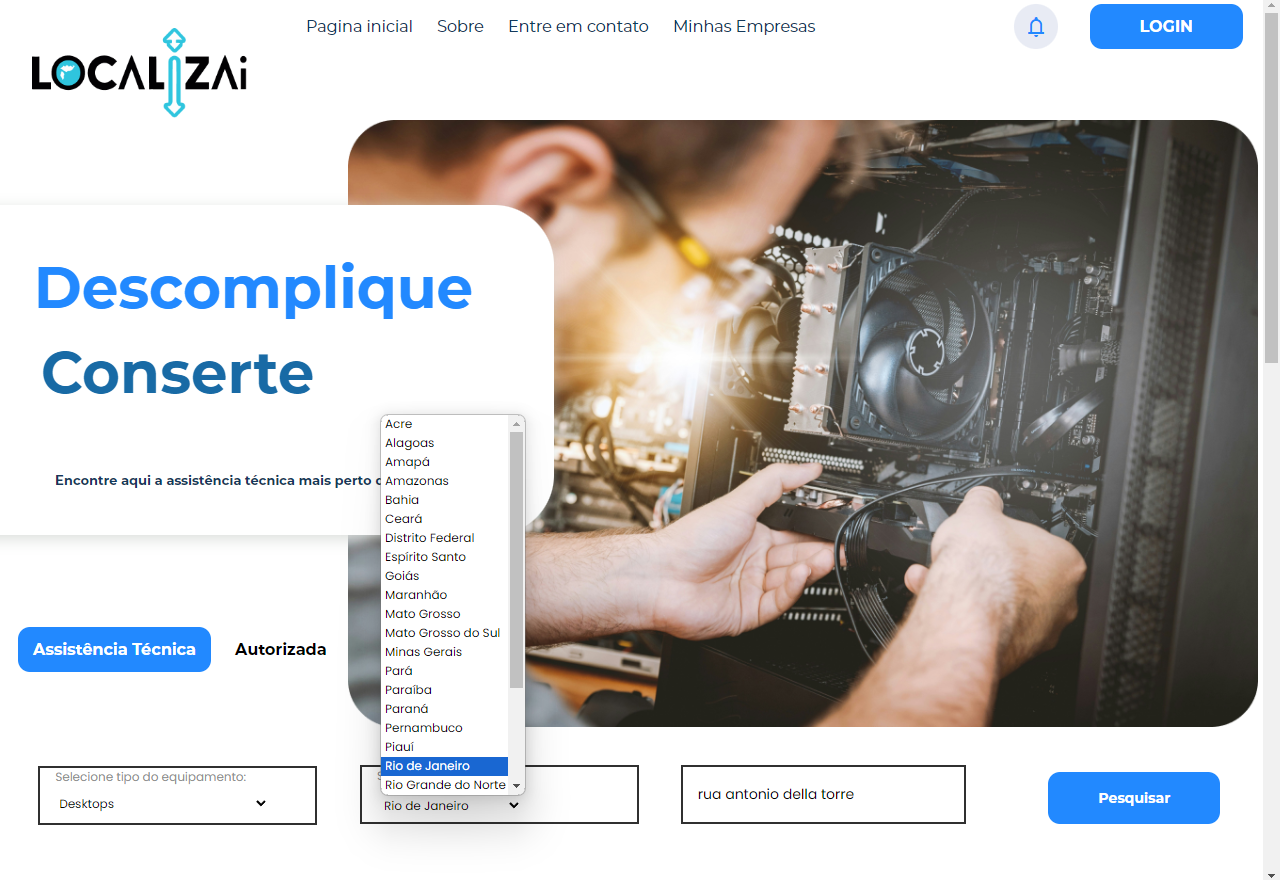 Pagina inicial Sobre Entre em contato Minhas Empresas LOGIN
LOCALIZAi
Descomplique
Conserte
Encontre aqui a assistência técnica mais perto
Acre
Alagoas
Amapá
Amazonas
Bahia
Ceará
Distrito Federal
Espírito Santo
Goiás
Maranhão
Mato Grosso
Mato Grosso do Sul
Minas Gerais
Pará
Paraíba
Paraná
Pernambuco
Piauí
Rio de Janeiro
Rio Grande do Norte
Assistência Técnica Autorizada
Selecione tipo do equipamento:
Desktops
Rio de Janeiro
rua antonio della torre
Pesquisar